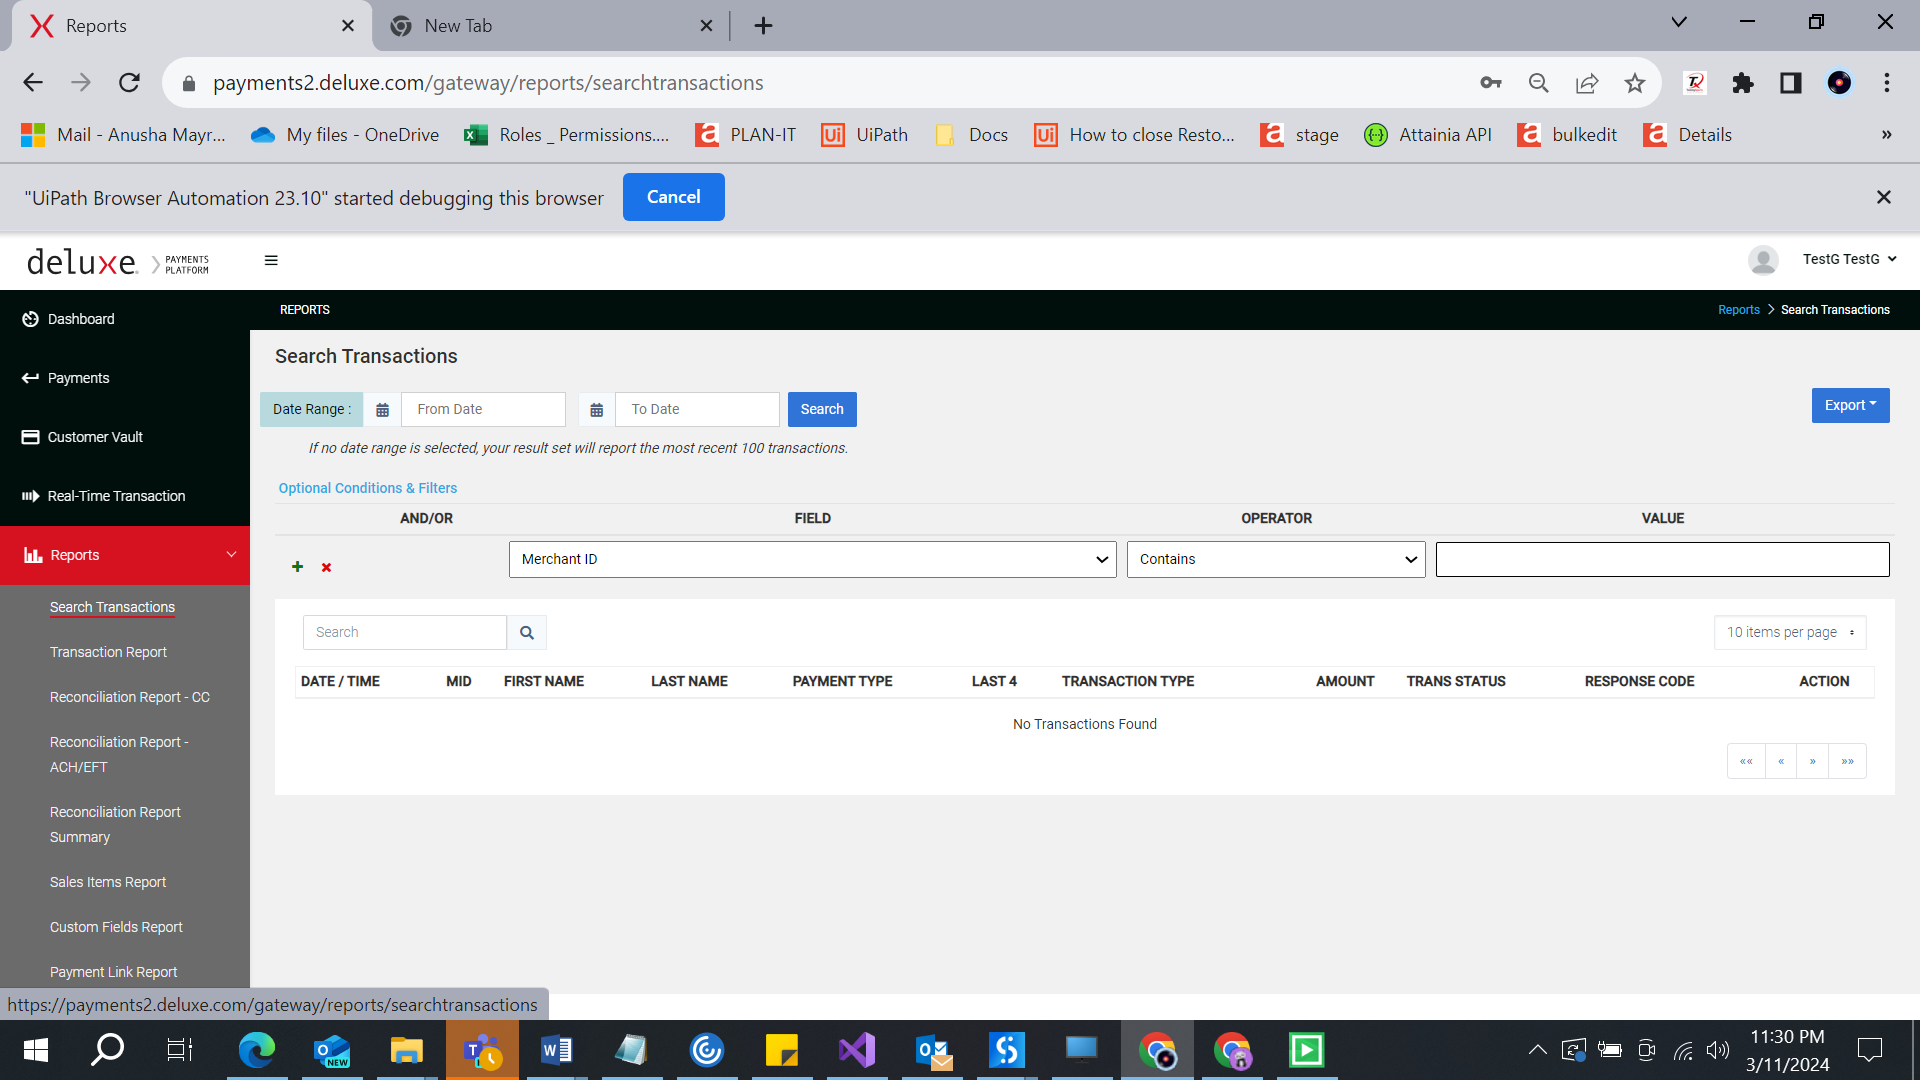 Reports
New Tab
payments2.deluxe.com/gateway/reports/searchtransactions
Mail - Anusha Mayr...
My files - OneDrive
Roles _ Permissions....
PLAN-IT
UiPath
Docs
How to close Resto...
stage
Attainia API
bulkedit
Details
»
"UiPath Browser Automation 23.10" started debugging this browser
Cancel
deluxe.
PAYMENTS
PLATFORM
TestG TestG
Dashboard
Payments
Customer Vault
Real-Time Transaction
Reports
Search Transactions
Transaction Report
Reconciliation Report - CC
Reconciliation Report -
ACH/EFT
Reconciliation Report
Summary
Sales Items Report
Custom Fields Report
Payment Link Report
REPORTS
Reports > Search Transactions
Search Transactions
Date Range :
From Date
To Date
Search
Export
If no date range is selected, your result set will report the most recent 100 transactions.
Optional Conditions & Filters
AND/OR FIELD OPERATOR VALUE
Merchant ID
Contains
Search
10 items per page
DATE / TIME MID FIRST NAME LAST NAME PAYMENT TYPE LAST 4 TRANSACTION TYPE AMOUNT TRANS STATUS RESPONSE CODE ACTION
No Transactions Found
«« « » »»
https://payments2.deluxe.com/gateway/reports/searchtransactions
NEW
11:30 PM
3/11/2024